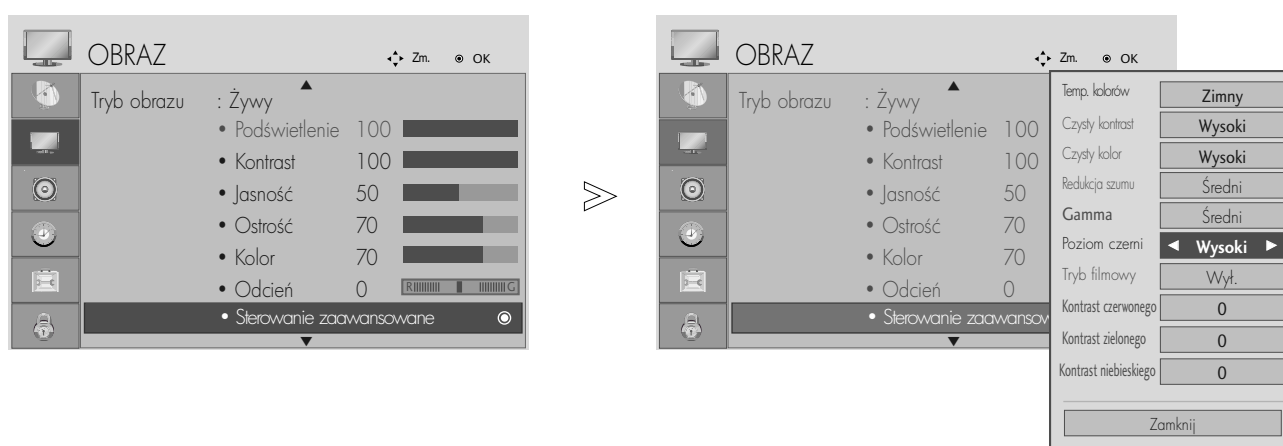 OBRAZ
Zm. OK
Tryb obrazu : Żywy
• Podświetlenie 100
• Kontrast 100
• Jasność 50
• Ostrość 70
• Kolor 70
• Odcień 0 R G
• Sterowanie zaawansowane
OBRAZ
Zm. OK
Tryb obrazu : Żywy
• Podświetlenie 100
• Kontrast 100
• Jasność 50
• Ostrość 70
• Kolor 70
• Odcień 0
• Sterowanie zaawansow
Temp. kolorów Zimny
Czysty kontrast Wysoki
Czysty kolor Wysoki
Redukcja szumu Średni
Gamma Średni
Poziom czerni ◄ Wysoki ►
Tryb filmowy Wył.
Kontrast czerwonego 0
Kontrast zielonego 0
Kontrast niebieskiego 0
Zamknij